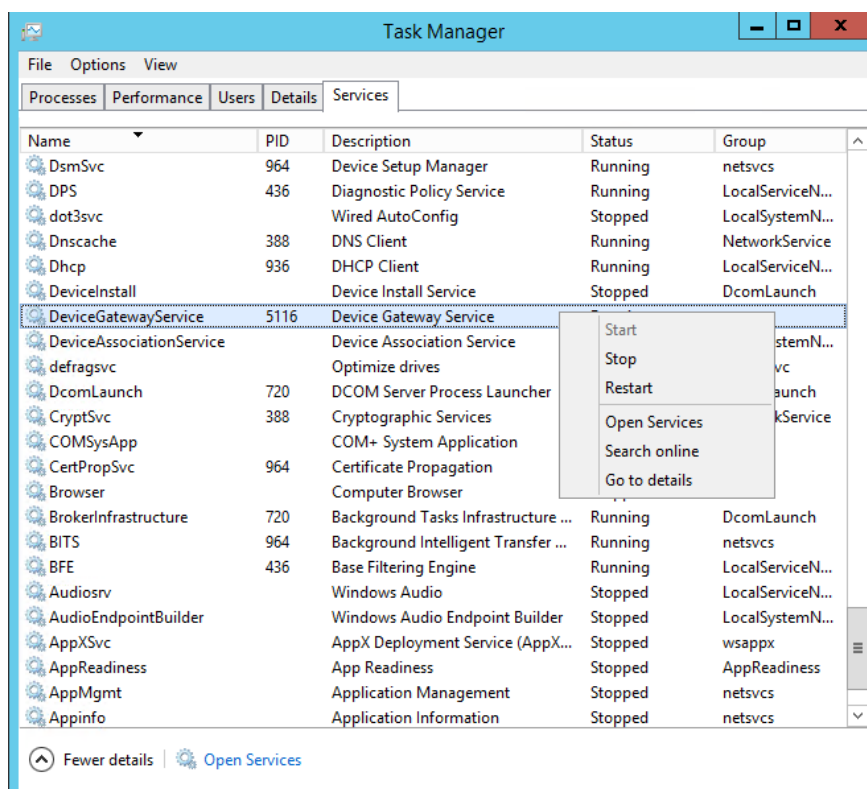 Task Manager
File Options View
Processes Performance Users Details Services
Name PID Description Status Group
DsmSvc 964 Device Setup Manager Running netsvcs
DPS 436 Diagnostic Policy Service Running LocalServiceN...
dot3svc Wired AutoConfig Stopped LocalSystemN...
Dnscache 388 DNS Client Running NetworkService
Dhcp 936 DHCP Client Running LocalServiceN...
DeviceInstall Device Install Service Stopped DcomLaunch
DeviceGatewayService 5116 Device Gateway Service
Start
DeviceAssociationService Device Association Service stemN...
Stop
defragsvc Optimize drives vc
Restart
DcomLaunch 720 DCOM Server Process Launcher aunch
CryptSvc 388 Cryptographic Services Open Services kService
COMSysApp COM+ System Application
Search online
CertPropSvc 964 Certificate Propagation
Go to details
Browser Computer Browser
BrokerInfrastructure 720 Background Tasks Infrastructure ... Running DcomLaunch
BITS 964 Background Intelligent Transfer ... Running netsvcs
BFE 436 Base Filtering Engine Running LocalServiceN...
Audiosrv Windows Audio Stopped LocalServiceN...
AudioEndpointBuilder Windows Audio Endpoint Builder Stopped LocalSystemN...
AppXSvc AppX Deployment Service (AppX... Stopped wsappx
AppReadiness App Readiness Stopped AppReadiness
AppMgmt Application Management Stopped netsvcs
Appinfo Application Information Stopped netsvcs
Fewer details Open Services